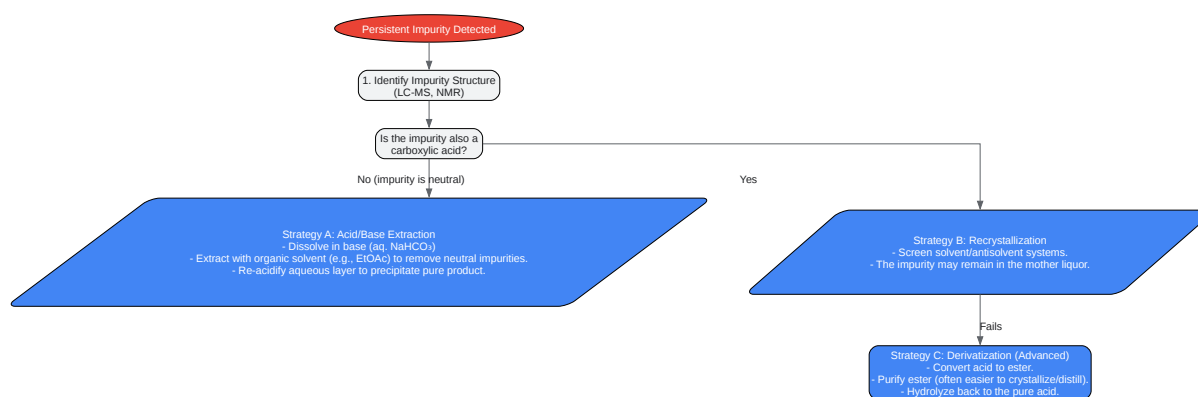 Persistent Impurity Detected
1. Identify Impurity Structure
(LC-MS, NMR)
Is the impurity also a
carboxylic acid?
No (impurity is neutral)
Yes
Strategy A: Acid/Base Extraction
- Dissolve in base (aq. NaHCO₃)
- Extract with organic solvent (e.g., EtOAc) to remove neutral impurities.
- Re-acidify aqueous layer to precipitate pure product.
Strategy B: Recrystallization
- Screen solvent/antisolvent systems.
- The impurity may remain in the mother liquor.
Fails
Strategy C: Derivatization (Advanced)
- Convert acid to ester.
- Purify ester (often easier to crystallize/distill).
- Hydrolyze back to the pure acid.